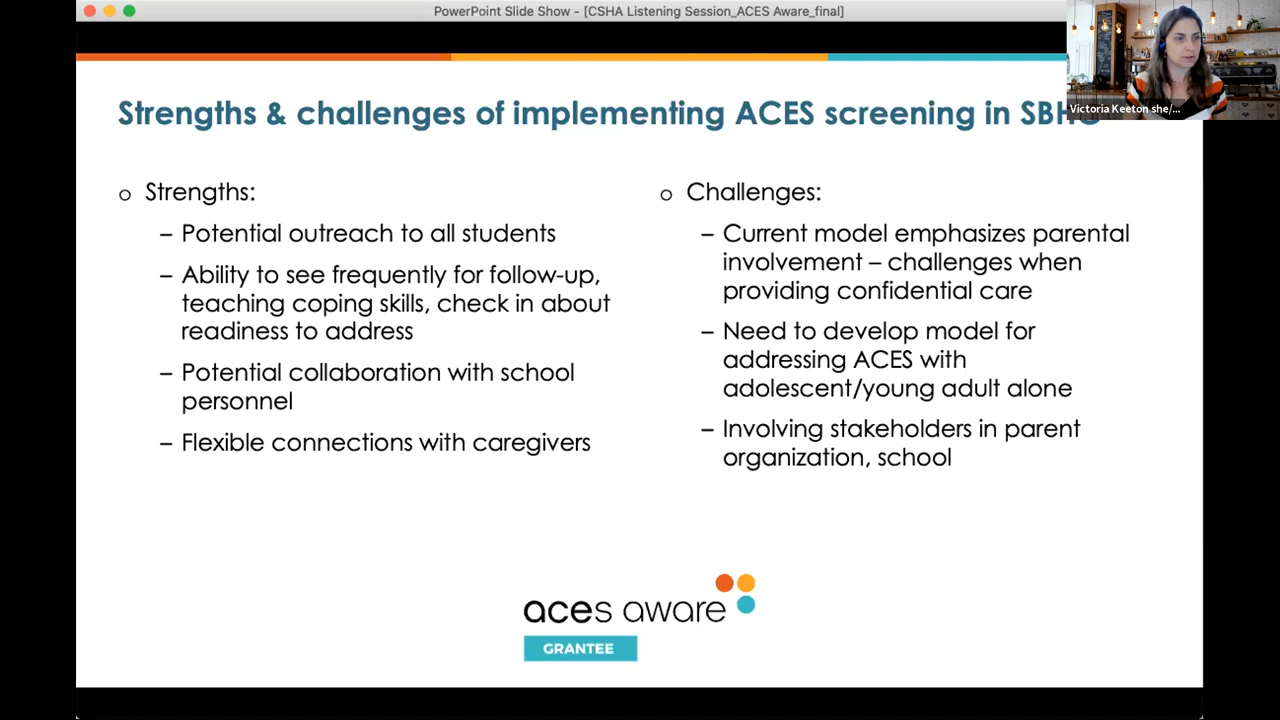 PowerPoint Slide Show - [CSHA Listening Session_ACES Aware_final]
Victoria Keeton she/...
Strengths & challenges of implementing ACES screening in
o Strengths:
– Potential outreach to all students
– Ability to see frequently for follow-up,
teaching coping skills, check in about
readiness to address
– Potential collaboration with school
personnel
– Flexible connections with caregivers
o Challenges:
– Current model emphasizes parental
involvement – challenges when
providing confidential care
– Need to develop model for
addressing ACES with
adolescent/young adult alone
– Involving stakeholders in parent
organization, school
aces aware
GRANTEE